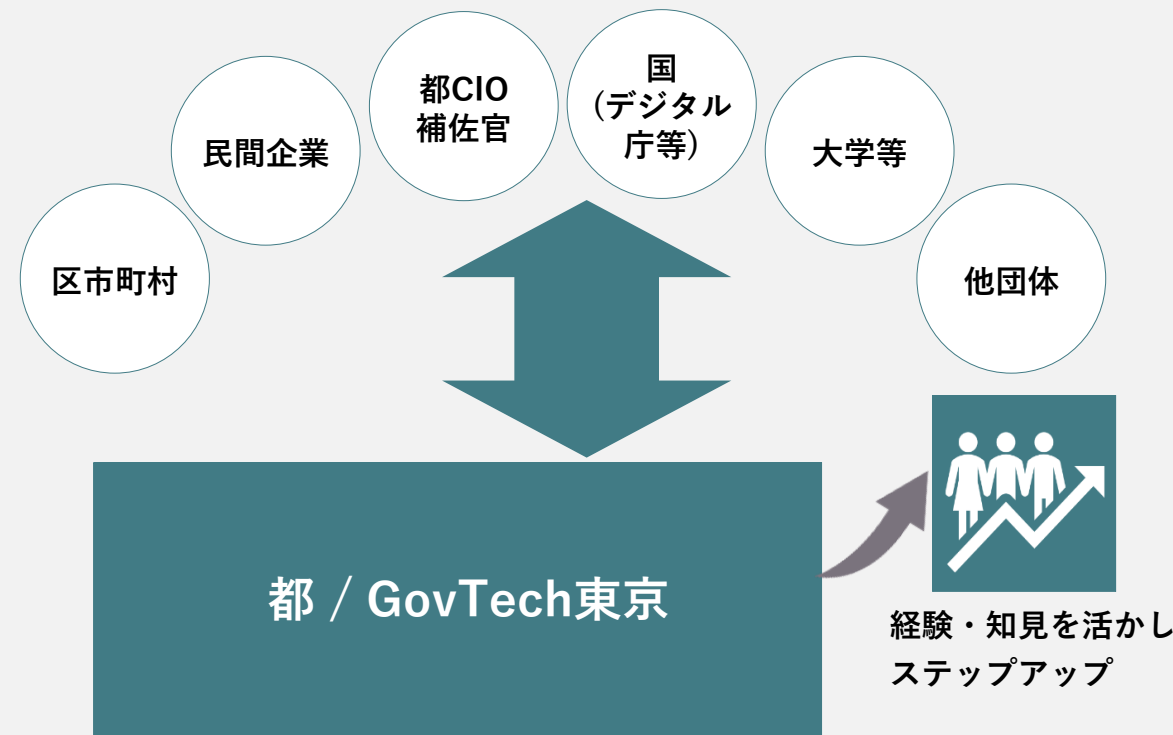 区市町村
民間企業
都CIO
補佐官
国
(デジタル
庁等)
大学等
他団体
都 / GovTech東京
経験・知見を活かし
ステップアップ